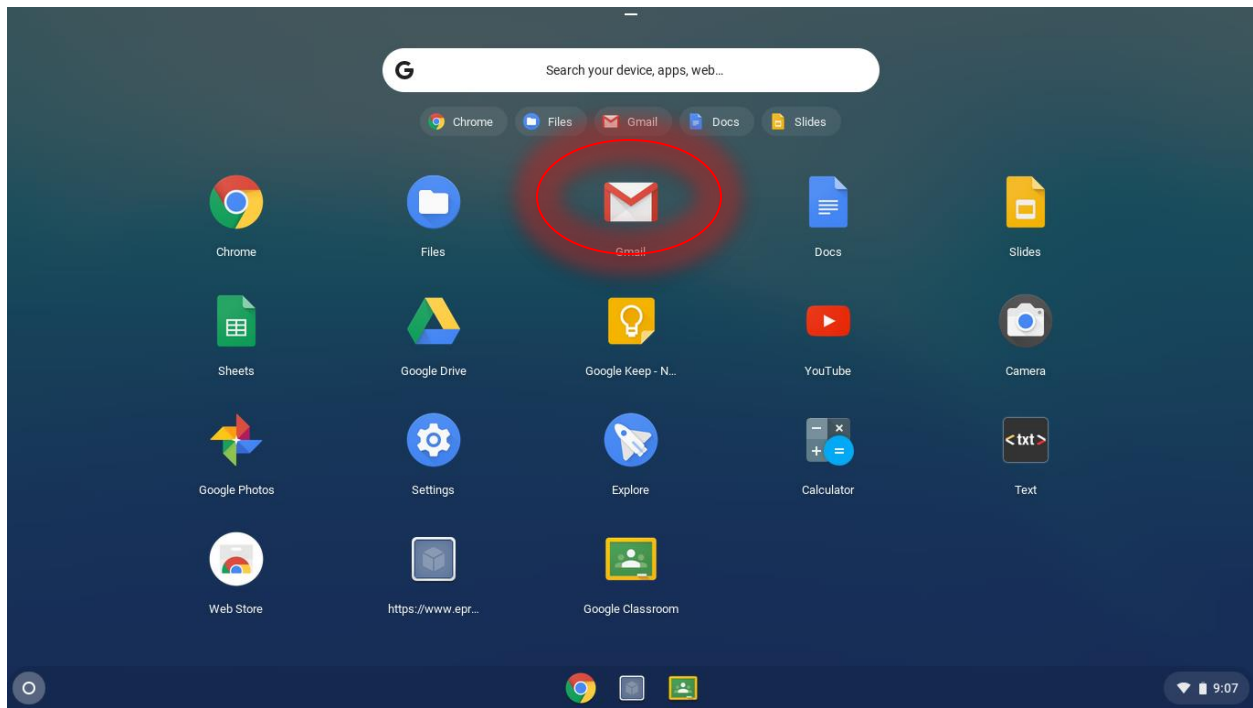 Search your device, apps, web...
Chrome Files Gmail Docs Slides
Chrome Files Gmail Docs Slides
Sheets Google Drive Google Keep - N... YouTube Camera
Google Photos Settings Explore Calculator Text
<txt>
Web Store https://www.epr... Google Classroom
9:07